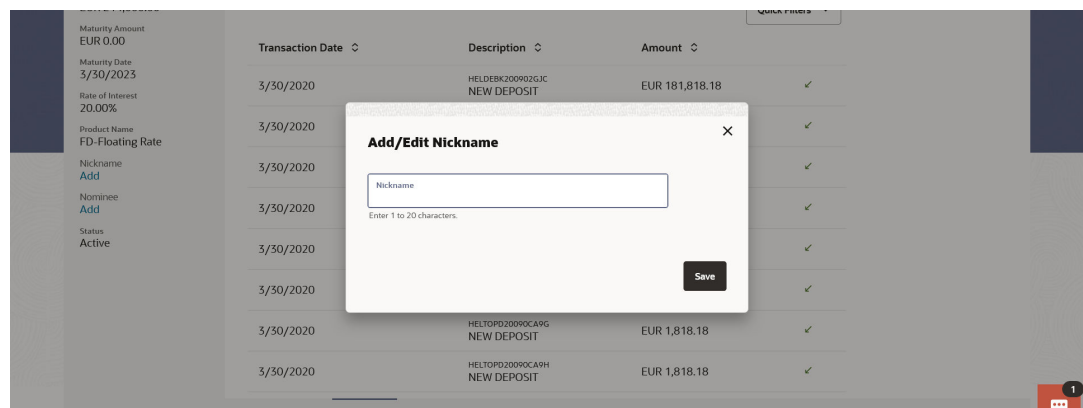 Quick Filters
Maturity Amount
EUR 0.00
Maturity Date
3/30/2023
Rate of Interest
20.00%
Product Name
FD-Floating Rate
Nickname
Add
Nominee
Add
Status
Active
Transaction Date
Description
Amount
3/30/2020
HELDEBK200902GJC
NEW DEPOSIT
EUR 181,818.18
3/30/2020
3/30/2020
3/30/2020
3/30/2020
3/30/2020
3/30/2020
HELTOPD20090CA9G
NEW DEPOSIT
EUR 1,818.18
3/30/2020
HELTOPD20090CA9H
NEW DEPOSIT
EUR 1,818.18
Add/Edit Nickname
Nickname
Enter 1 to 20 characters.
Save
1